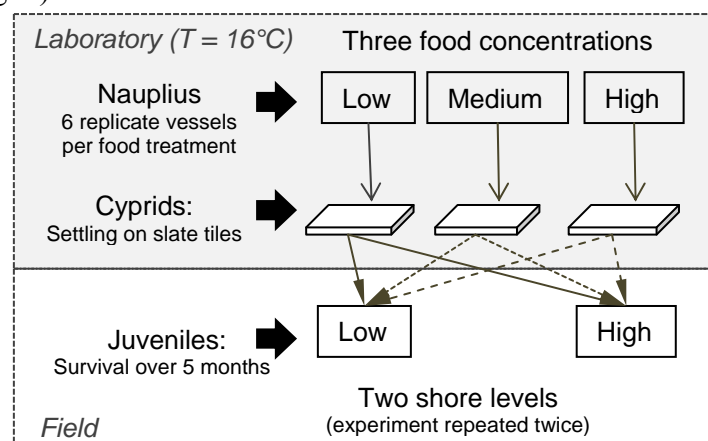 Laboratory (T = 16°C)
Three food concentrations
Nauplius
6 replicate vessels
per food treatment
Low
Medium
High
Cyprids:
Settling on slate tiles
Juveniles:
Survival over 5 months
Low
High
Two shore levels
(experiment repeated twice)
Field